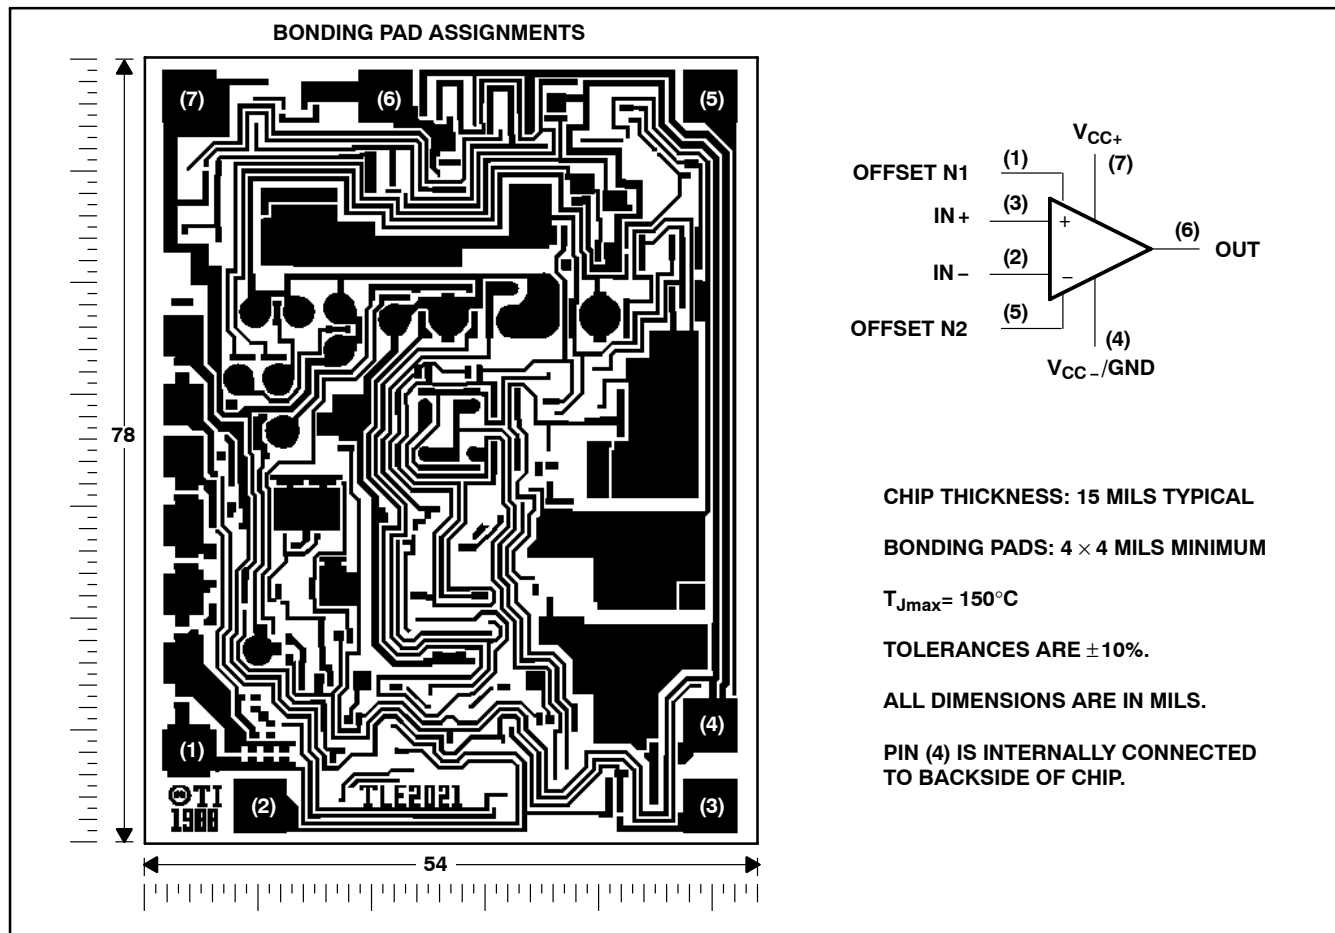 BONDING PAD ASSIGNMENTS
(7)
(6)
(5)
78
(4)
(1)
(2)
(3)
TI
1988
TLE2021
54
VCC+
(7)
OFFSET N1
(1)
IN +
(3)
+
(6)
OUT
IN −
(2)
−
OFFSET N2
(5)
(4)
VCC −/GND
CHIP THICKNESS: 15 MILS TYPICAL
BONDING PADS: 4 × 4 MILS MINIMUM
TJmax= 150°C
TOLERANCES ARE ±10%.
ALL DIMENSIONS ARE IN MILS.
PIN (4) IS INTERNALLY CONNECTED
TO BACKSIDE OF CHIP.